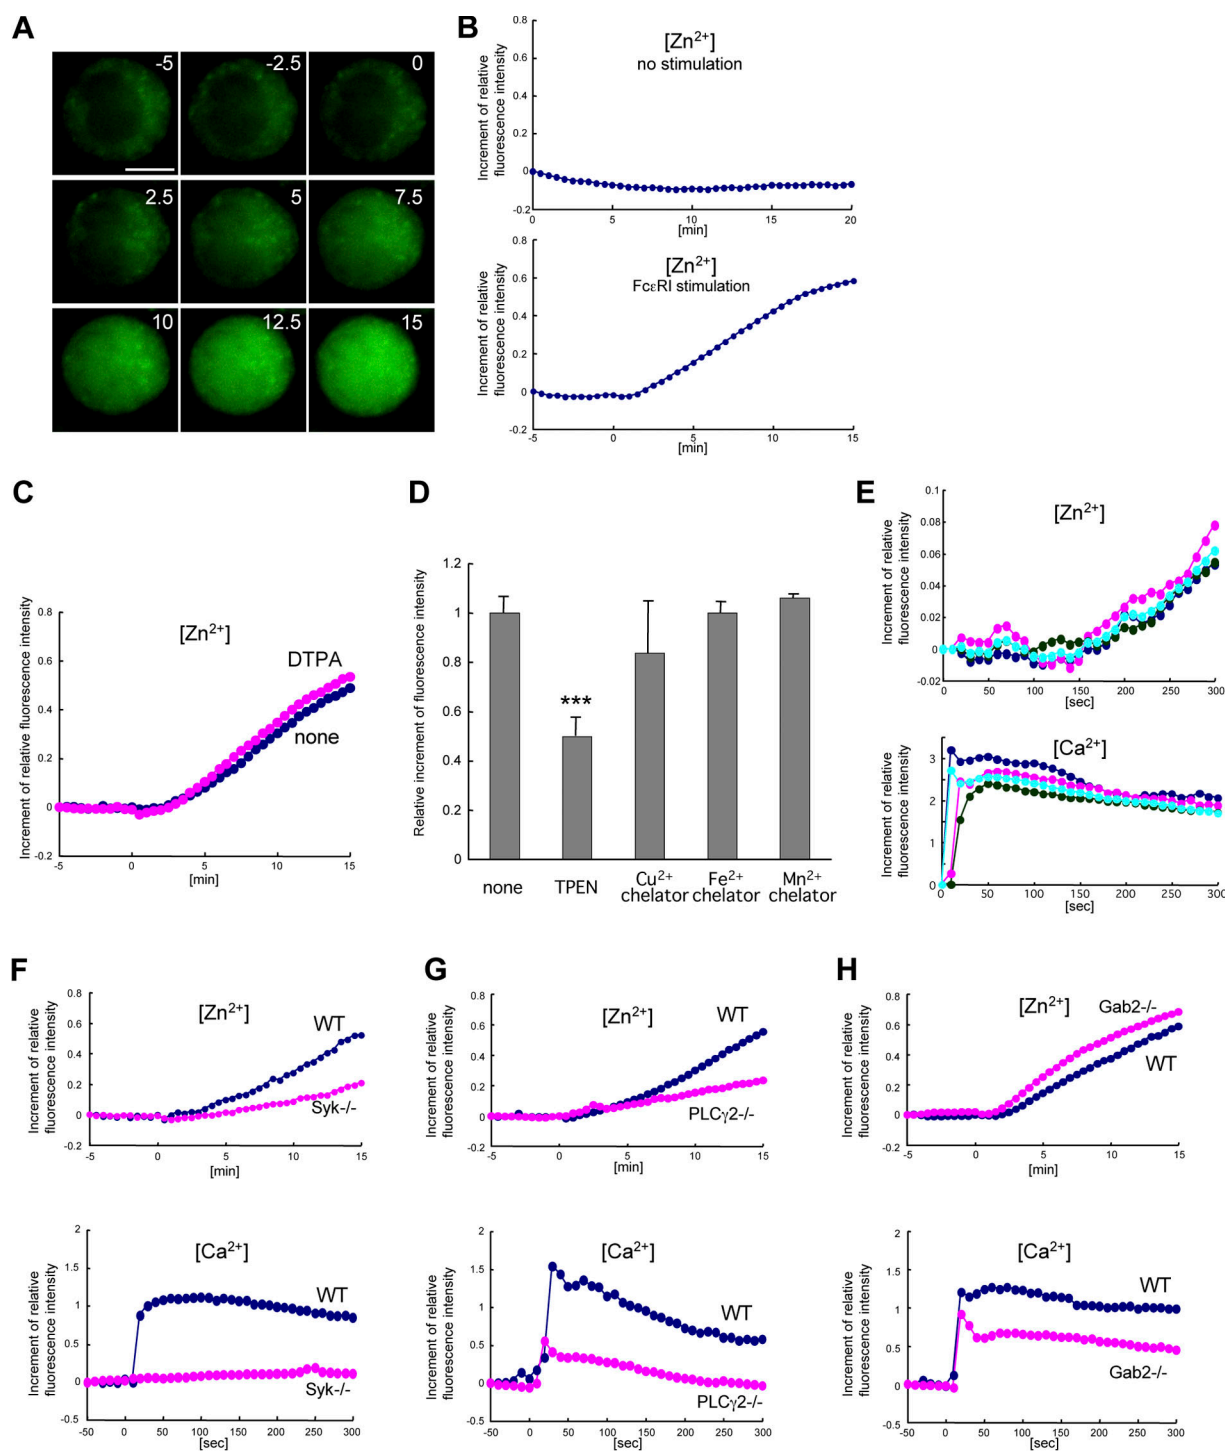 A
-5
-2.5
0
2.5
5
7.5
10
12.5
15
B
Increment of relative
fluorescence intensity
0.8
0.6
0.4
0.2
0
-0.2
[Zn²⁺]
no stimulation
0
5
10
15
20
[min]
Increment of relative
fluorescence intensity
0.8
0.6
0.4
0.2
0
-0.2
[Zn²⁺]
FcεRI stimulation
-5
0
5
10
15
[min]
C
Increment of relative fluorescence intensity
0.8
0.6
0.4
0.2
0
-0.2
[Zn²⁺]
DTPA
none
-5
0
5
10
15
[min]
D
Relative increment of fluorescence intensity
1.2
1
0.8
0.6
0.4
0.2
0
***
none
TPEN
Cu²⁺
chelator
Fe²⁺
chelator
Mn²⁺
chelator
E
Increment of relative
fluorescence intensity
0.1
0.08
0.06
0.04
0.02
0
-0.02
[Zn²⁺]
0
50
100
150
200
250
300
[sec]
Increment of relative
fluorescence intensity
3
2
2
1
0
[Ca²⁺]
0
50
100
150
200
250
300
[sec]
F
Increment of relative
fluorescence intensity
0.8
0.6
0.4
0.2
0
0.2
[Zn²⁺]
WT
Syk-/-
-5
0
5
10
15
[min]
Increment of relative
fluorescence intensity
2
1.5
1
0.5
0
-0.5
[Ca²⁺]
WT
Syk-/-
-50
0
50
100
150
200
250
300
[sec]
G
Increment of relative
fluorescence intensity
0.8
0.6
0.4
0.2
0
-0.2
[Zn²⁺]
WT
PLCγ2-/-
-5
0
5
10
15
[min]
Increment of relative
fluorescence intensity
2
1.5
1
0.5
0
-0.5
[Ca²⁺]
WT
PLCγ2-/-
-50
0
50
100
150
200
250
300
[sec]
H
Increment of relative
fluorescence intensity
0.8
0.6
0.4
0.2
0
-0.2
[Zn²⁺]
Gab2-/-
WT
-5
0
5
10
15
[min]
Increment of relative
fluorescence intensity
2
1.5
1
0.5
0
-0.5
[Ca²⁺]
WT
Gab2-/-
-50
0
50
100
150
200
250
300
[sec]